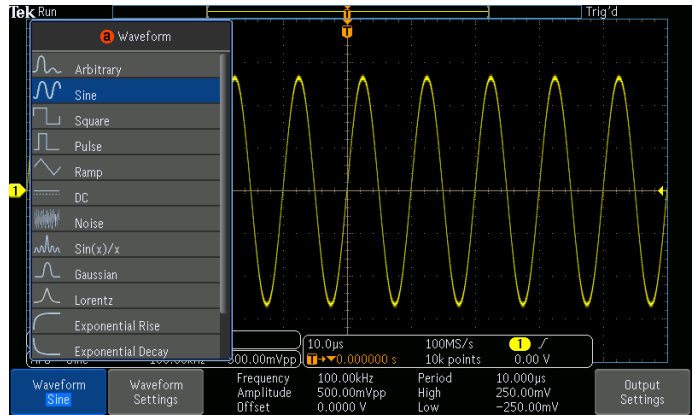 Tek Run Trig'd
a Waveform
Arbitrary
Sine
Square
Pulse
Ramp
DC
Noise
Sin(x)/x
Gaussian
Lorentz
Exponential Rise
Exponential Decay
T
1
500.00mVpp
10.0µs 100MS/s 1
T→▼0.000000 s 10k points 0.00 V
Waveform
Sine
Waveform
Settings
Frequency 100.00kHz Period 10.000µs
Amplitude 500.00mVpp High 250.00mV
Offset 0.0000 V Low −250.00mV
Output
Settings